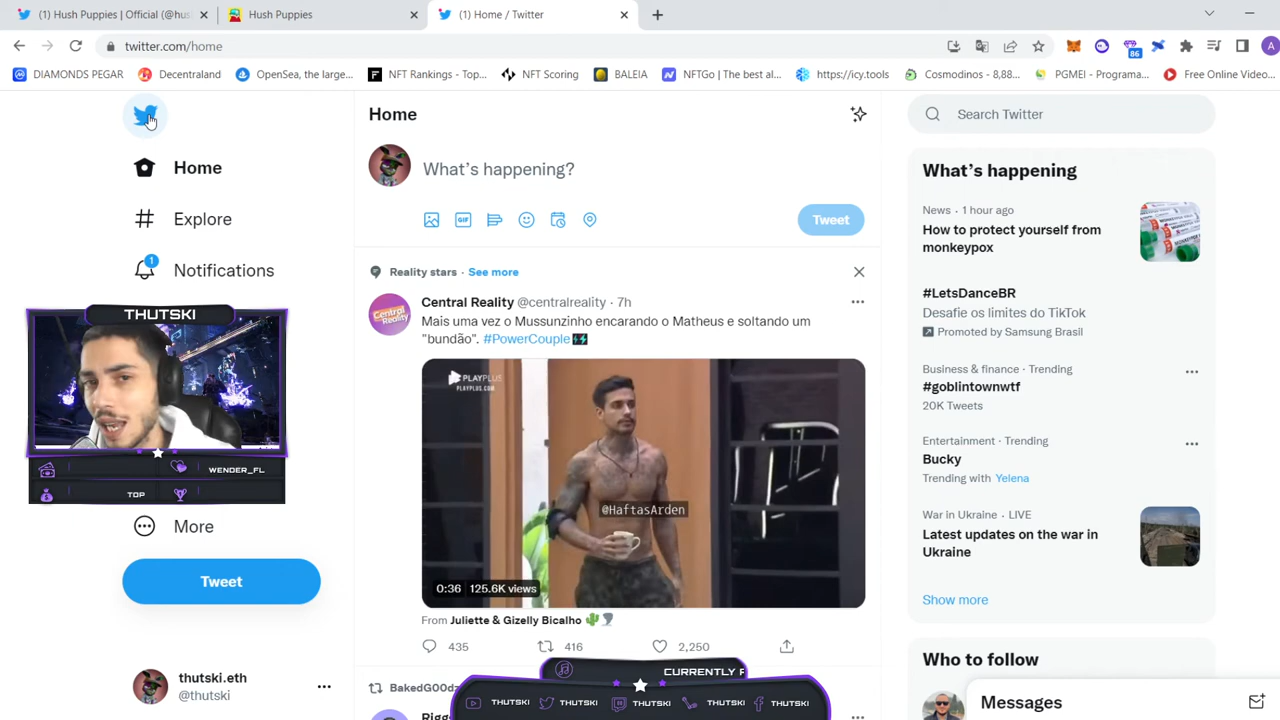 (1) Hush Puppies | Official (@hus
Hush Puppies
(1) Home / Twitter
twitter.com/home
86
A
DIAMONDS PEGAR
Decentraland
OpenSea, the large...
NFT Rankings - Top...
NFT Scoring
BALEIA
NFTGo | The best al...
https://icy.tools
Cosmodinos - 8,88...
PGMEI - Programa...
Free Online Video...
Home
Explore
1
Notifications
THUTSKI
WENDER_FL
TOP
More
Tweet
thutski.eth
@thutski
Home
What's happening?
GIF
Tweet
Reality stars · See more
Central Reality @centralreality · 7h
Mais uma vez o Mussunzinho encarando o Matheus e soltando um
"bundão". #PowerCouple
PLAYPLUS
PLAYPLUS.COM
@HaftasArden
0:36 125.6K views
From Juliette & Gizelly Bicalho
435
416
2,250
CURRENTLY
THUTSKI
THUTSKI
THUTSKI
THUTSKI
THUTSKI
Search Twitter
What's happening
News · 1 hour ago
How to protect yourself from
monkeypox
#LetsDanceBR
Desafie os limites do TikTok
Promoted by Samsung Brasil
Business & finance · Trending
#goblintownwtf
20K Tweets
Entertainment · Trending
Bucky
Trending with Yelena
War in Ukraine · LIVE
Latest updates on the war in
Ukraine
Show more
Who to follow
Messages